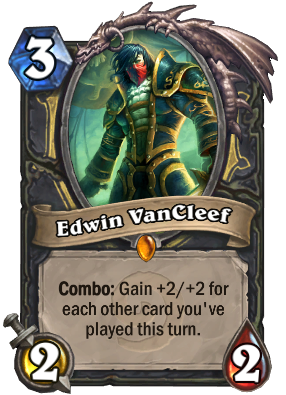 3
Edwin VanCleef
Combo: Gain +2/+2 for
each other card you've
played this turn.
2 2